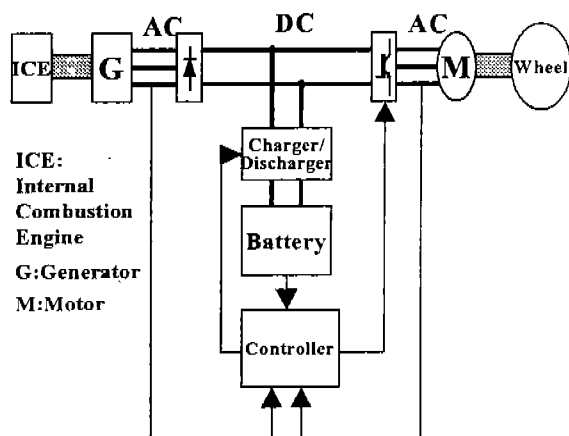 AC
DC
AC
ICE
G
M
Wheel
Charger/
Discharger
ICE:
Internal
Combustion
Engine
G:Generator
M:Motor
Battery
Controller